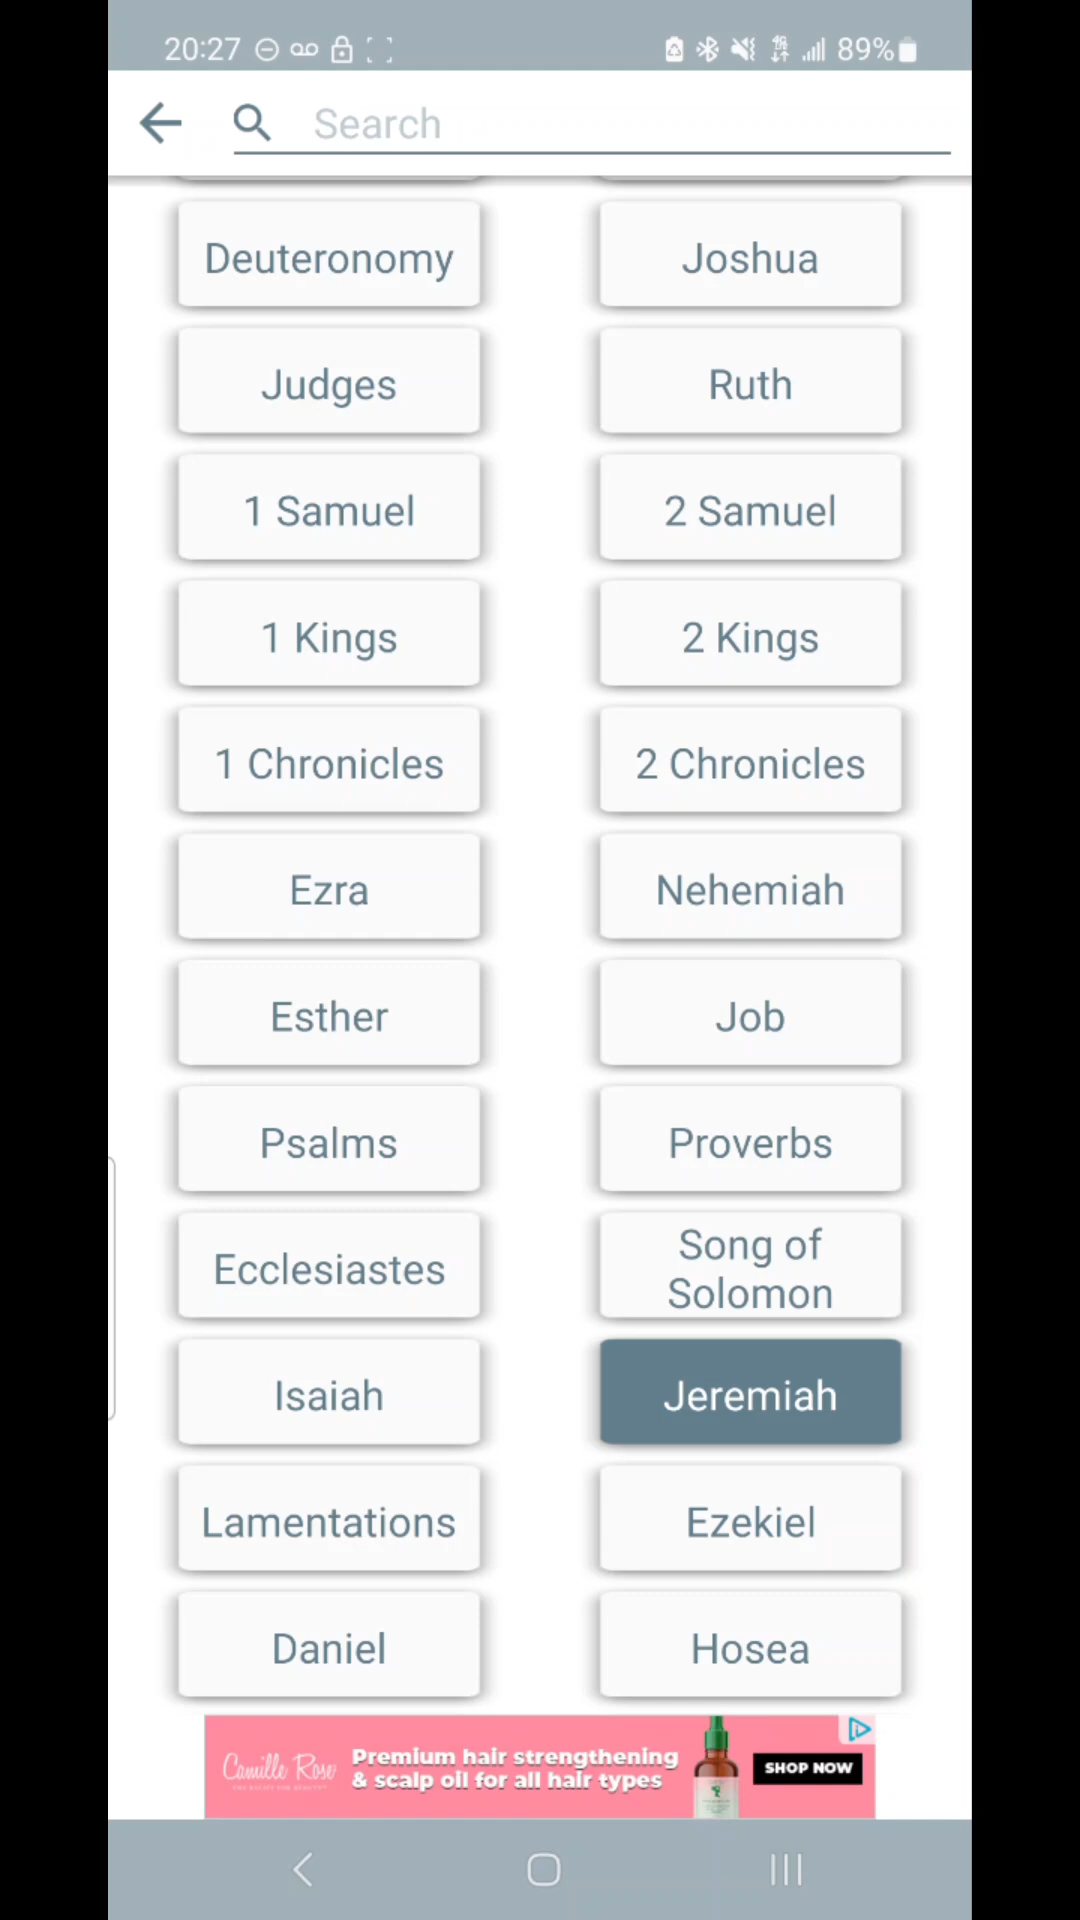 20:27
4G
89%
Search
Deuteronomy
Joshua
Judges
Ruth
1 Samuel
2 Samuel
1 Kings
2 Kings
1 Chronicles
2 Chronicles
Ezra
Nehemiah
Esther
Job
Psalms
Proverbs
Ecclesiastes
Song of
Solomon
Isaiah
Jeremiah
Lamentations
Ezekiel
Daniel
Hosea
Camille Rose
Premium hair strengthening
& scalp oil for all hair types
SHOP NOW